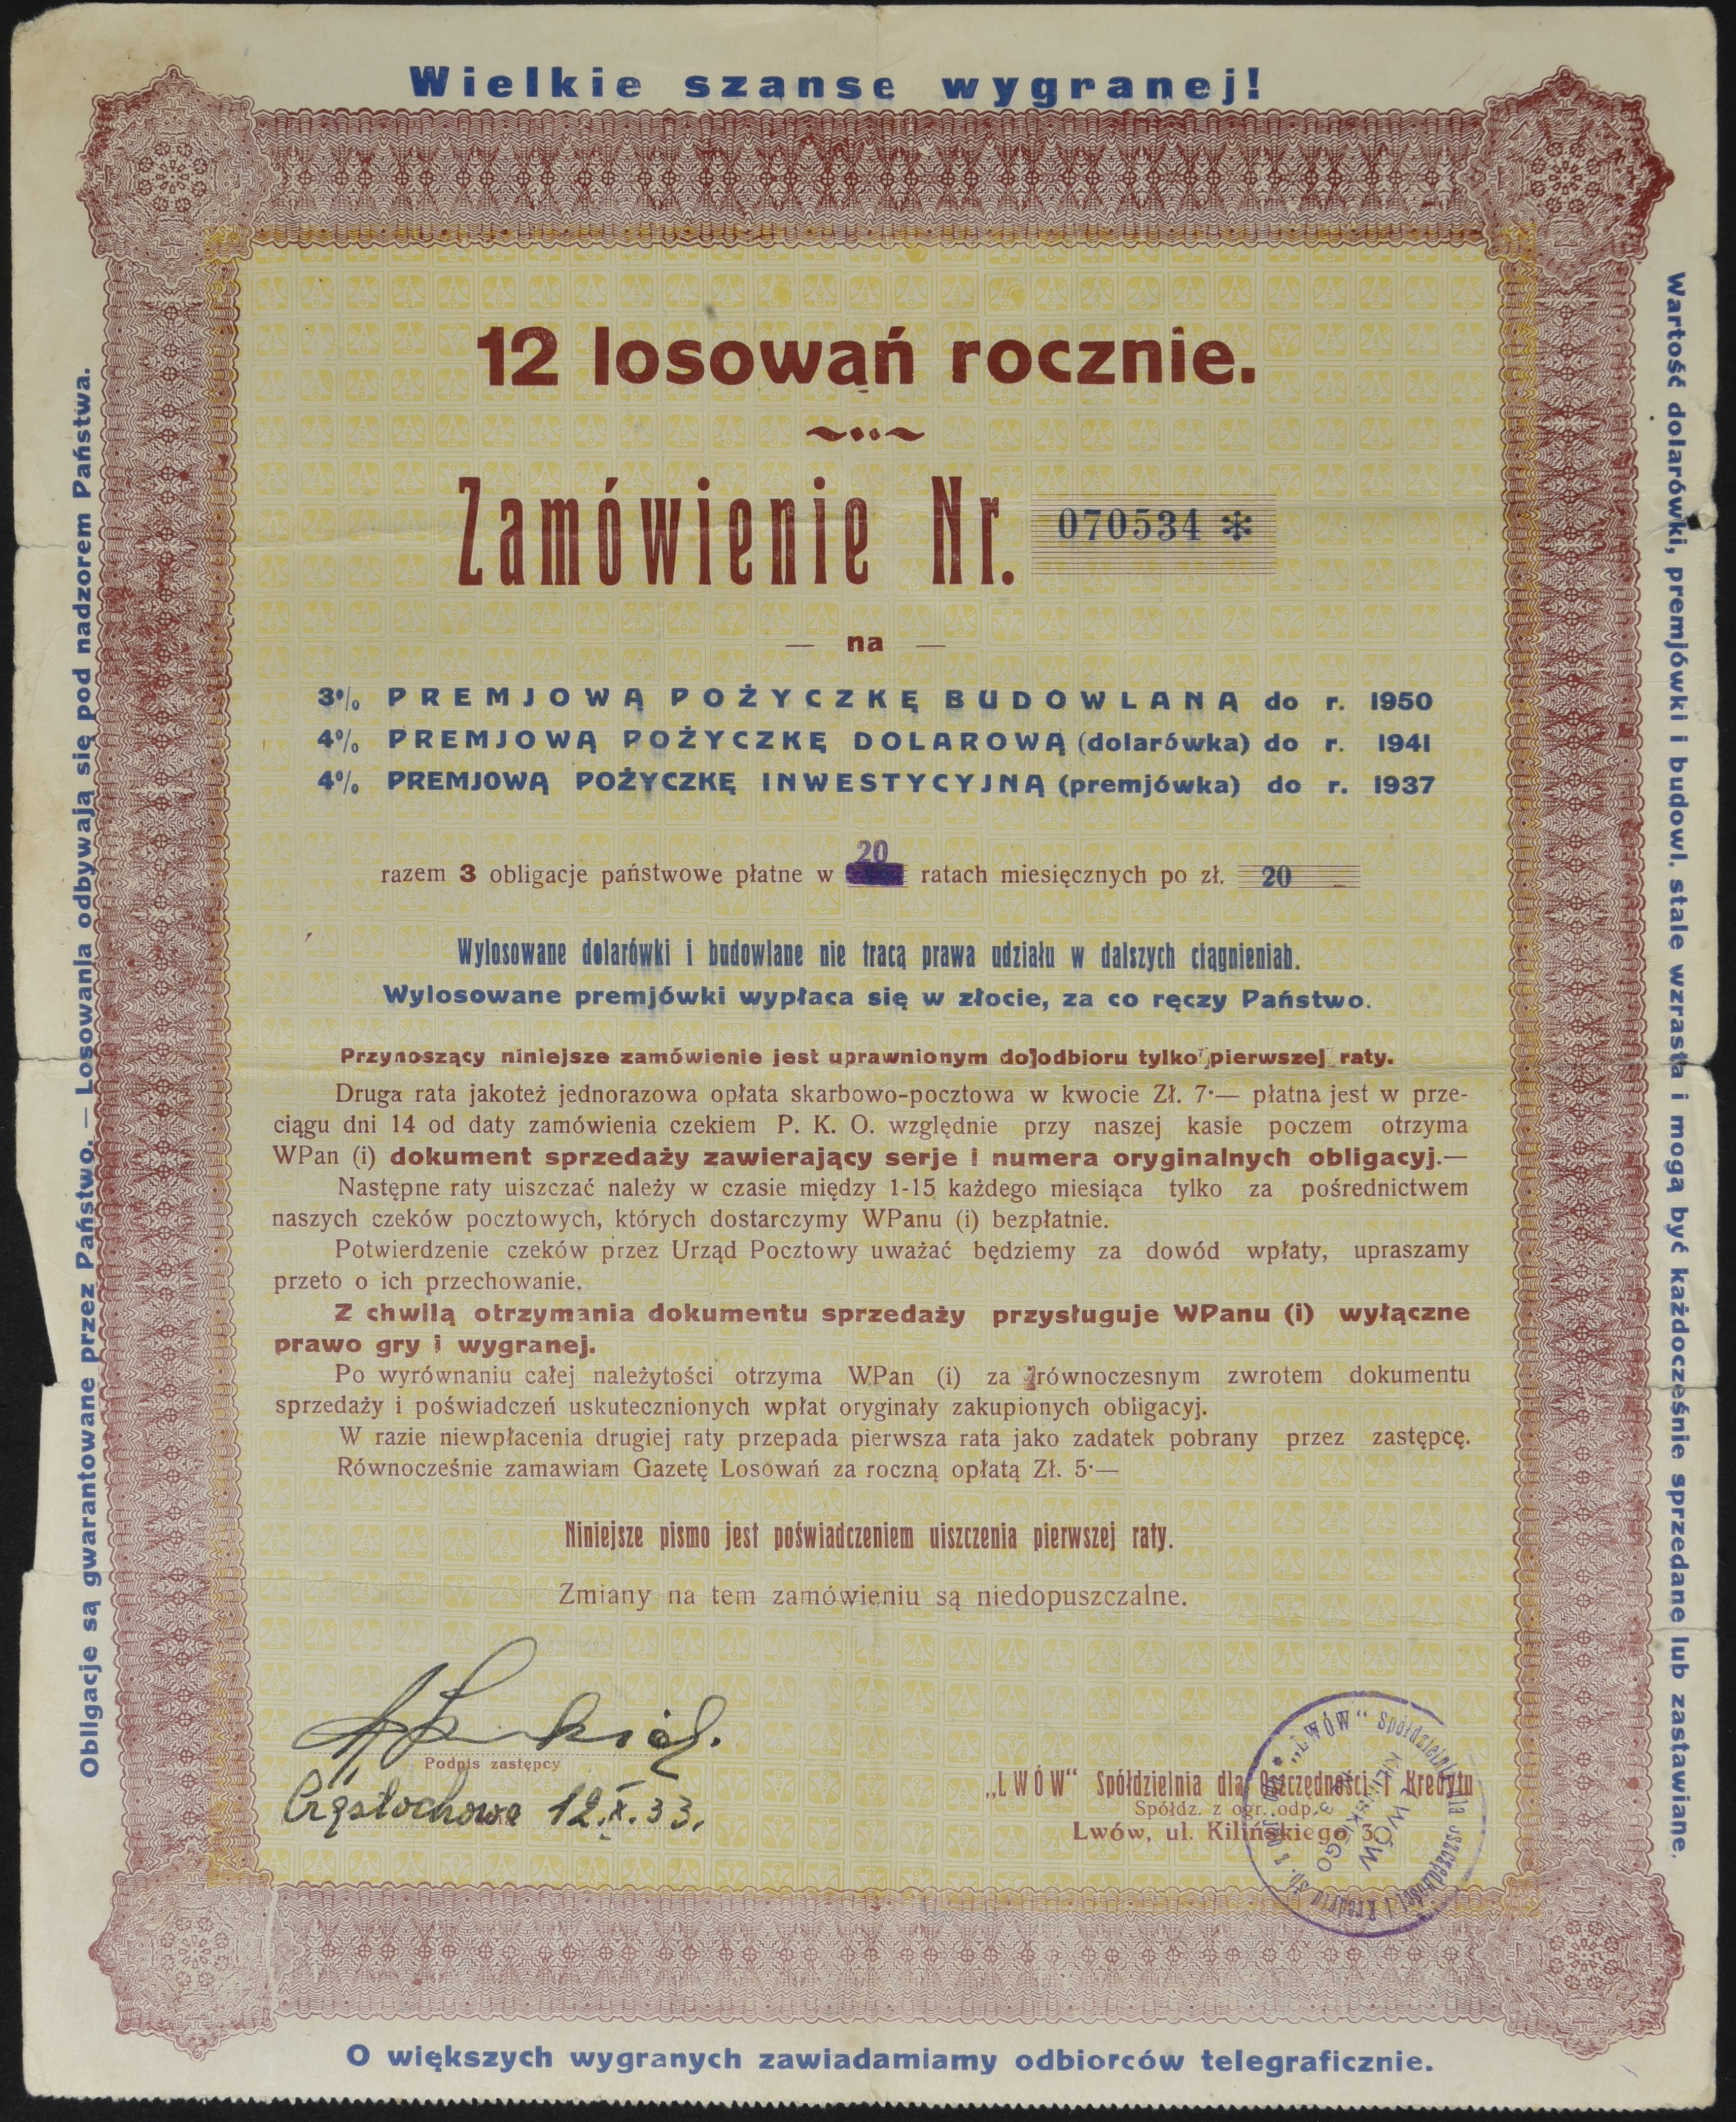 Wielkie szanse wygranej!
12 losowań rocznie.
Zamówienie Nr. 070534 *
— na —
3% PREMJOWĄ POŻYCZKĘ BUDOWLANĄ do r. 1950
4% PREMJOWĄ POŻYCZKĘ DOLAROWĄ (dolarówka) do r. 1941
4% PREMJOWĄ POŻYCZKĘ INWESTYCYJNĄ (premjówka) do r. 1937
20
razem 3 obligacje państwowe płatne w ratach miesięcznych po zł. 20
Wylosowane dolarówki i budowlane nie tracą prawa udziału w dalszych ciągnieniah.
Wylosowane premjówki wypłaca się w złocie, za co ręczy Państwo.
Przynoszący niniejsze zamówienie jest uprawnionym do odbioru tylko pierwszej raty.
Druga rata jakoteż jednorazowa opłata skarbowo-pocztowa w kwocie Zł. 7·— płatna jest w prze-
ciągu dni 14 od daty zamówienia czekiem P. K. O. względnie przy naszej kasie poczem otrzyma
WPan (i) dokument sprzedaży zawierający serje i numera oryginalnych obligacyj.—
Następne raty uiszczać należy w czasie między 1-15 każdego miesiąca tylko za pośrednictwem
naszych czeków pocztowych, których dostarczymy WPanu (i) bezpłatnie.
Potwierdzenie czeków przez Urząd Pocztowy uważać będziemy za dowód wpłaty, upraszamy
przeto o ich przechowanie.
Z chwilą otrzymania dokumentu sprzedaży przysługuje WPanu (i) wyłączne
prawo gry i wygranej.
Po wyrównaniu całej należytości otrzyma WPan (i) za równoczesnym zwrotem dokumentu
sprzedaży i poświadczeń uskutecznionych wpłat oryginały zakupionych obligacyj.
W razie niewpłacenia drugiej raty przepada pierwsza rata jako zadatek pobrany przez zastępcę.
Równocześnie zamawiam Gazetę Losowań za roczną opłatą Zł. 5·—
Niniejsze pismo jest poświadczeniem uiszczenia pierwszej raty.
Zmiany na tem zamówieniu są niedopuszczalne.
Podpis zastępcy
Częstochowa 12.X.33.
„LWÓW" Spółdzielnia dla Oszczędności i Kredytu
Spółdz. z ogr. odp.
Lwów, ul. Kilińskiego 3.
„LWÓW" Spółdzielnia dla Oszczędności i Kredytu
LWÓW
KILIŃSKIEGO
3
O większych wygranych zawiadamiamy odbiorców telegraficznie.
Obligacje są gwarantowane przez Państwo. — Losowania odbywają się pod nadzorem Państwa.
Wartość dolarówki, premjówki i budowl. stale wzrasta i mogą być każdocześnie sprzedane lub zastawiane.